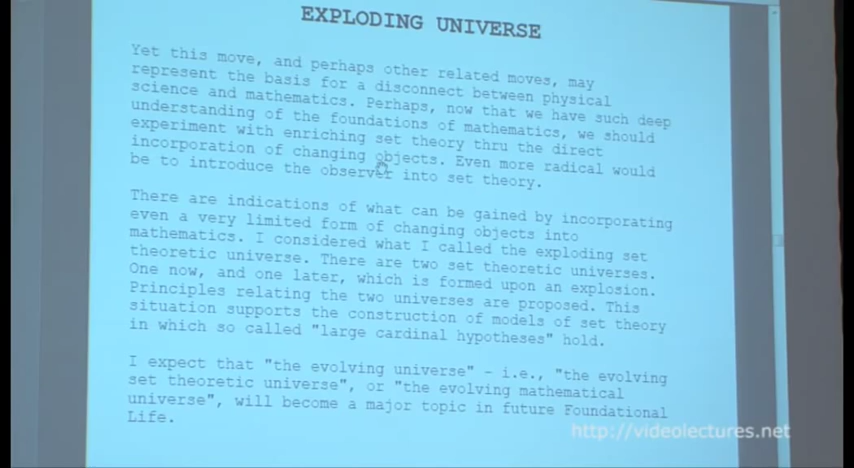 EXPLODING UNIVERSE
Yet this move, and perhaps other related moves, may
represent the basis for a disconnect between physical
science and mathematics. Perhaps, now that we have such deep
understanding of the foundations of mathematics, we should
experiment with enriching set theory thru the direct
incorporation of changing objects. Even more radical would
be to introduce the observer into set theory.
There are indications of what can be gained by incorporating
even a very limited form of changing objects into
mathematics. I considered what I called the exploding set
theoretic universe. There are two set theoretic universes.
One now, and one later, which is formed upon an explosion.
Principles relating the two universes are proposed. This
situation supports the construction of models of set theory
in which so called "large cardinal hypotheses" hold.
I expect that "the evolving universe" - i.e., "the evolving
set theoretic universe", or "the evolving mathematical
universe", will become a major topic in future Foundational
Life.
http://videolectures.net